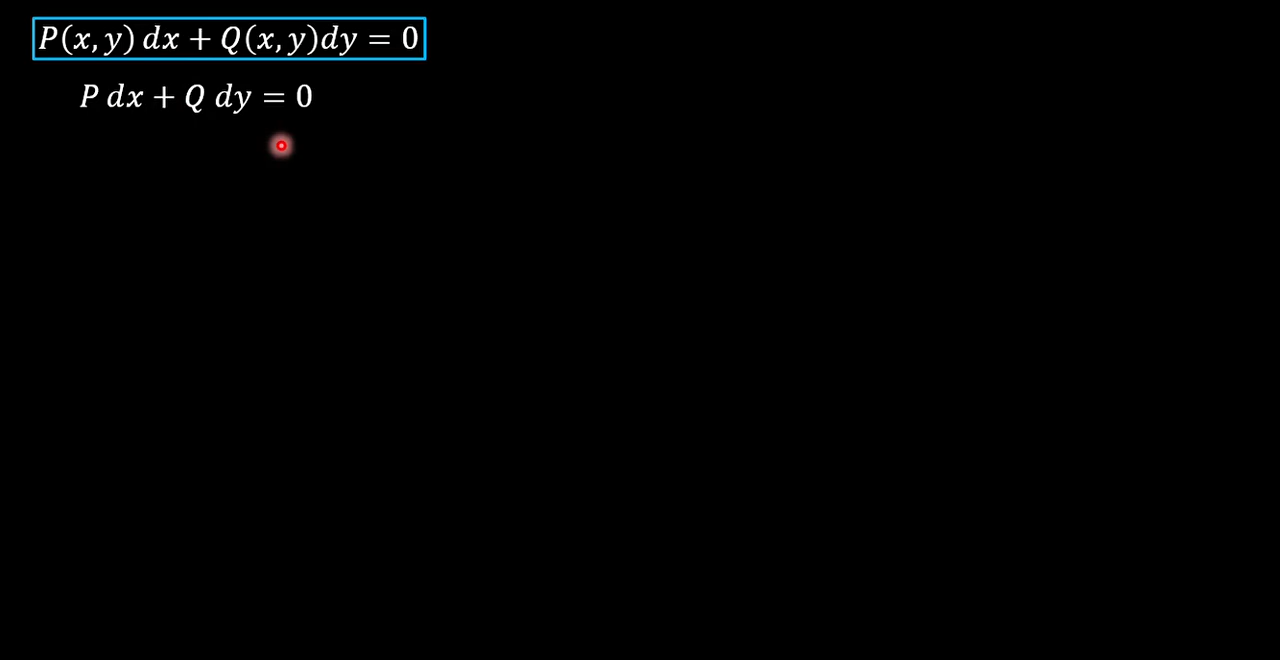 P(x, y) dx + Q(x, y)dy = 0
P dx + Q dy = 0